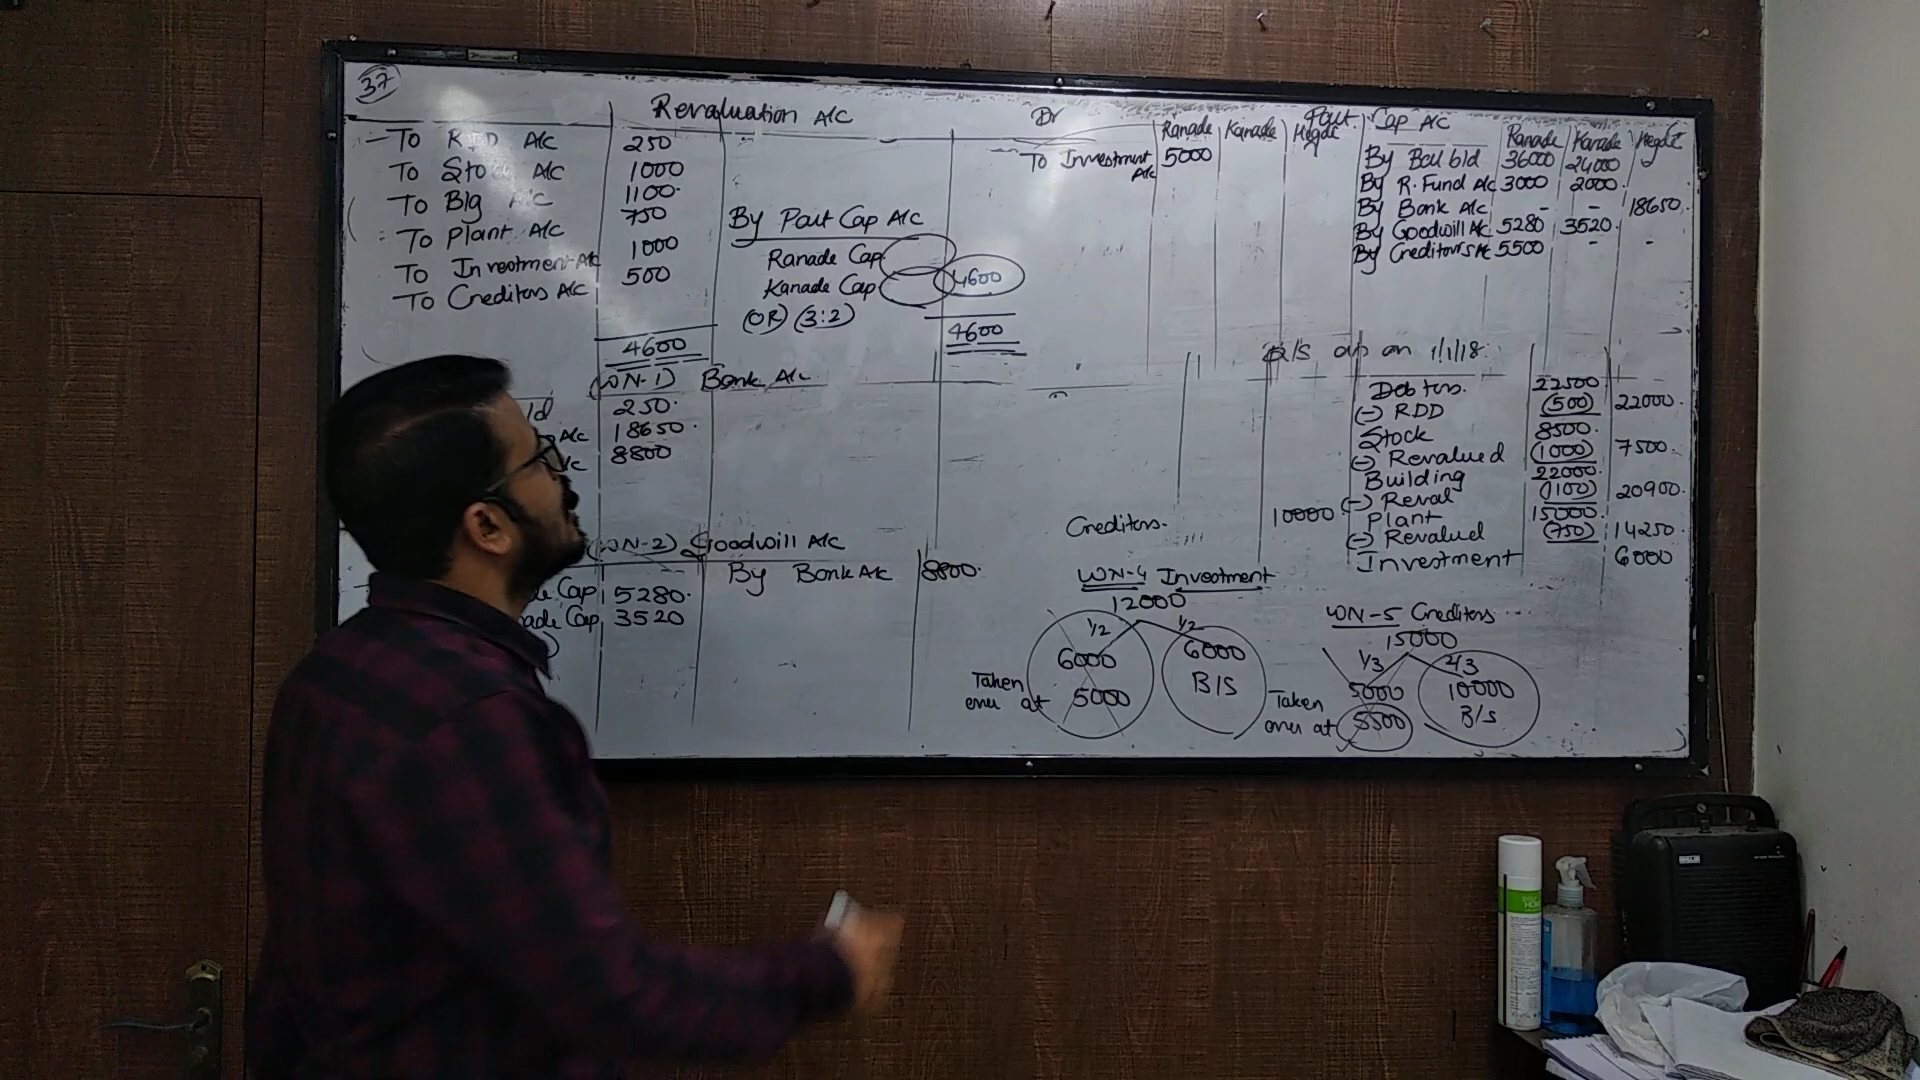 37
Revaluation A/c
To RDD A/c 250
To Stock A/c 1000
To Blg A/c 1100
To Plant A/c 750
To Investment A/c 1000
To Creditors A/c 500
4600
By Part Cap A/c
Ranade Cap
Kanade Cap 4600
(OR) (3:2)
4600
Dr Part Cap A/c
Ranade Kanade Hegde Ranade Kanade Hegde
To Investment A/c 5000
By Bal b/d 36000 24000
By R. Fund A/c 3000 2000
By Bank A/c - - 18650
By Goodwill A/c 5280 3520 -
By Creditors A/c 5500 - -
(WN-1) Bank A/c
ld 250
A/c 18650
c 8800
(WN-2) Goodwill A/c
de Cap 5280
ade Cap 3520
)
By Bank A/c 8800
B/S as on 1/1/18
Creditors 10000
Debtors 22500
(-) RDD (500) 22000
Stock 8500
(-) Revalued (1000) 7500
Building 22000
(-) Reval (1100) 20900
Plant 15000
(-) Revalued (750) 14250
Investment 6000
WN-4 Investment
12000
1/2 1/2
6000 6000
Taken over at 5000 B/S
WN-5 Creditors
15000
1/3 2/3
5000 10000
Taken over at 5500 B/S